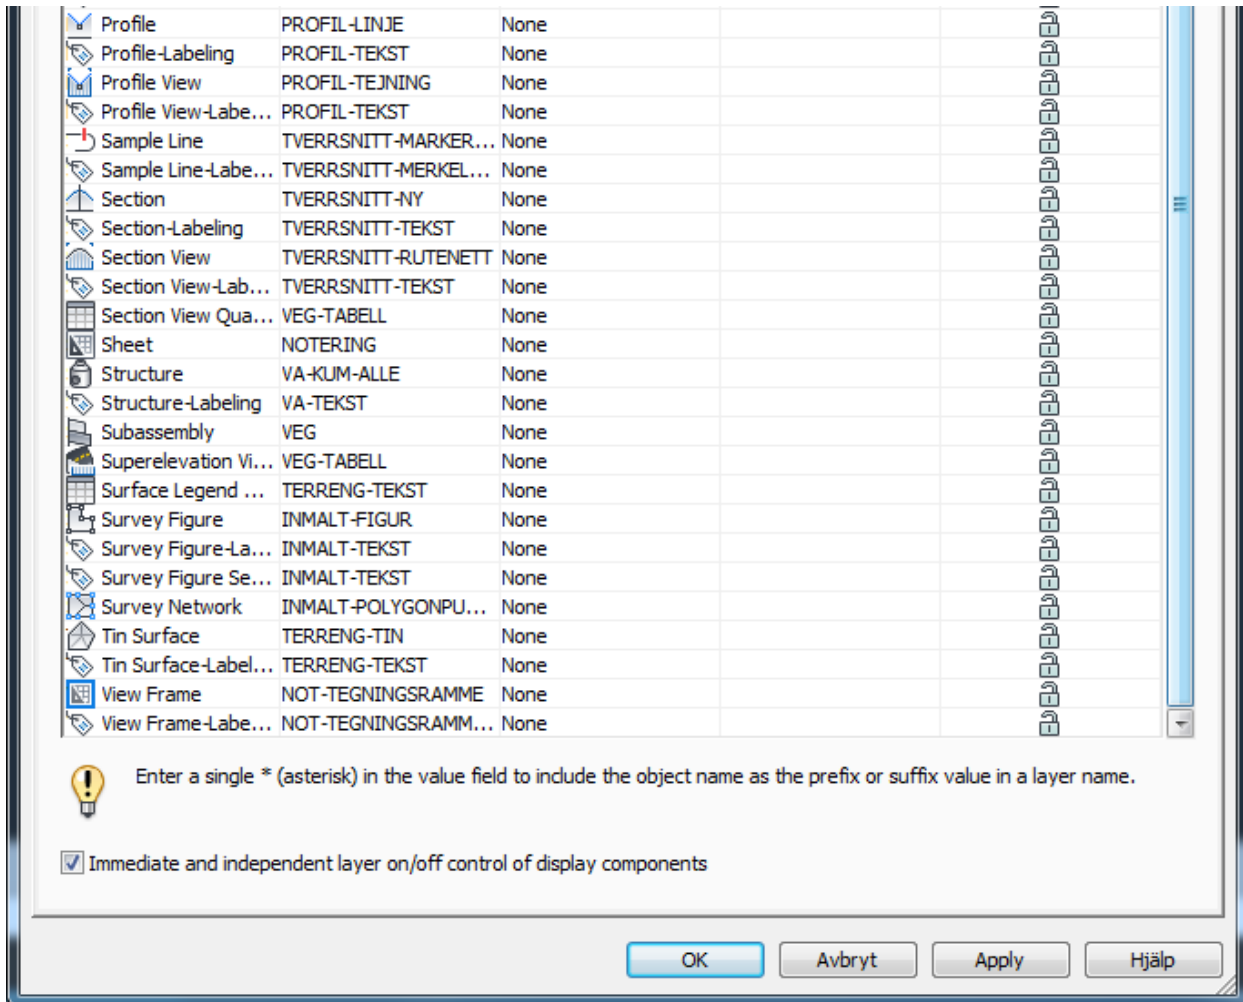 Profile PROFIL-LINJE None
Profile-Labeling PROFIL-TEKST None
Profile View PROFIL-TEJNING None
Profile View-Labe... PROFIL-TEKST None
Sample Line TVERRSNITT-MARKER... None
Sample Line-Labe... TVERRSNITT-MERKEL... None
Section TVERRSNITT-NY None
Section-Labeling TVERRSNITT-TEKST None
Section View TVERRSNITT-RUTENETT None
Section View-Lab... TVERRSNITT-TEKST None
Section View Qua... VEG-TABELL None
Sheet NOTERING None
Structure VA-KUM-ALLE None
Structure-Labeling VA-TEKST None
Subassembly VEG None
Superelevation Vi... VEG-TABELL None
Surface Legend ... TERRENG-TEKST None
Survey Figure INMALT-FIGUR None
Survey Figure-La... INMALT-TEKST None
Survey Figure Se... INMALT-TEKST None
Survey Network INMALT-POLYGONPU... None
Tin Surface TERRENG-TIN None
Tin Surface-Label... TERRENG-TEKST None
View Frame NOT-TEGNINGSRAMME None
View Frame-Labe... NOT-TEGNINGSRAMM... None
Enter a single * (asterisk) in the value field to include the object name as the prefix or suffix value in a layer name.
Immediate and independent layer on/off control of display components
OK Avbryt Apply Hjälp